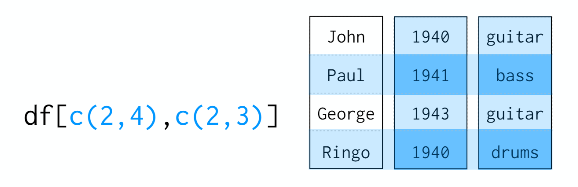 John 1940 guitar
Paul 1941 bass
df[c(2,4),c(2,3)]
George 1943 guitar
Ringo 1940 drums